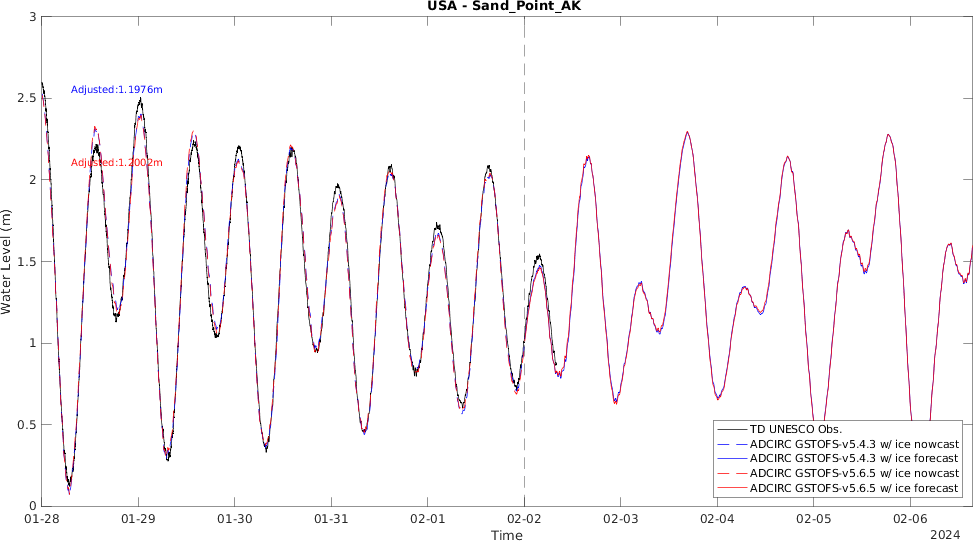 USA - Sand_Point_AK
3
2.5
2
1.5
1
0.5
0
Water Level (m)
Adjusted:1.1976m
Adjusted:1.2002m
TD UNESCO Obs.
ADCIRC GSTOFS-v5.4.3 w/ ice nowcast
ADCIRC GSTOFS-v5.4.3 w/ ice forecast
ADCIRC GSTOFS-v5.6.5 w/ ice nowcast
ADCIRC GSTOFS-v5.6.5 w/ ice forecast
01-28 01-29 01-30 01-31 02-01 02-02 02-03 02-04 02-05 02-06
Time
2024